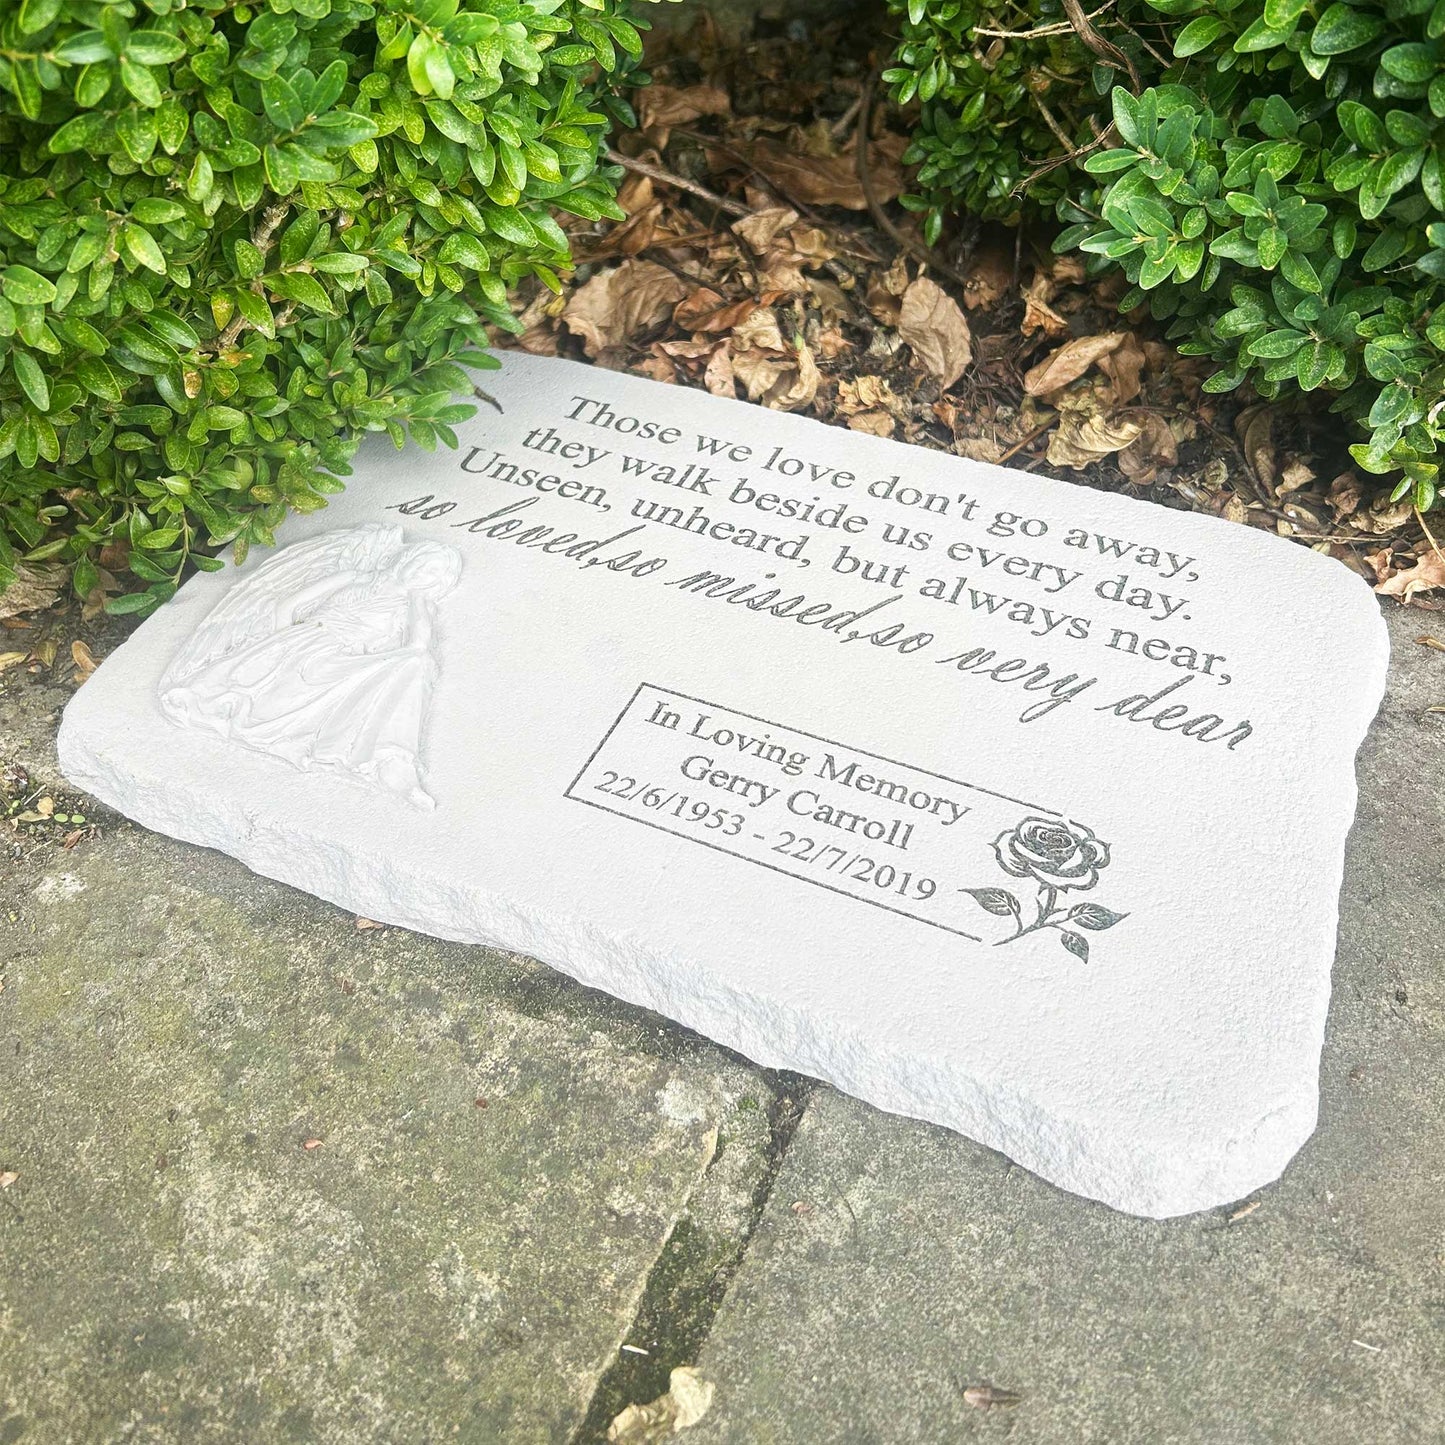 Those we love don't go away,
they walk beside us every day.
Unseen, unheard, but always near,
so loved,so missed,so very dear
In Loving Memory
Gerry Carroll
22/6/1953 - 22/7/2019